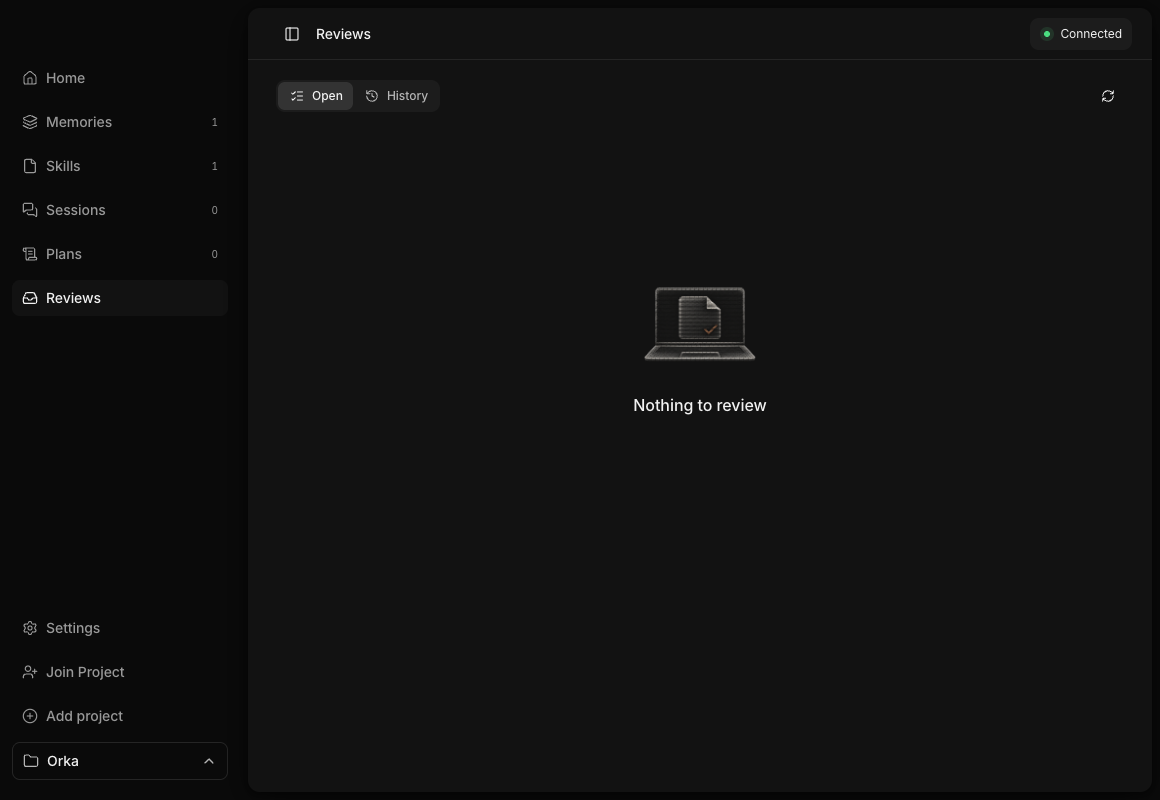 Reviews
Connected
Home
Memories 1
Skills 1
Sessions 0
Plans 0
Reviews
Open
History
Nothing to review
Settings
Join Project
Add project
Orka